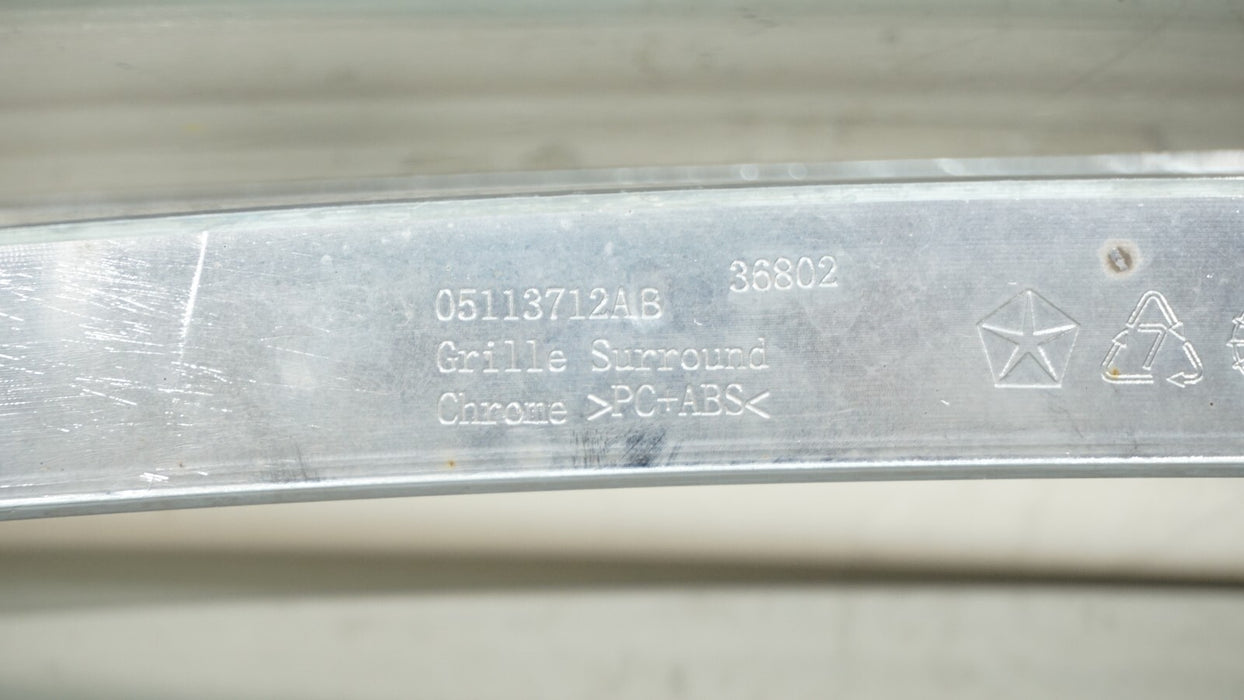 05113712AB 36802
Grille Surround
Chrome >PC+ABS<
7